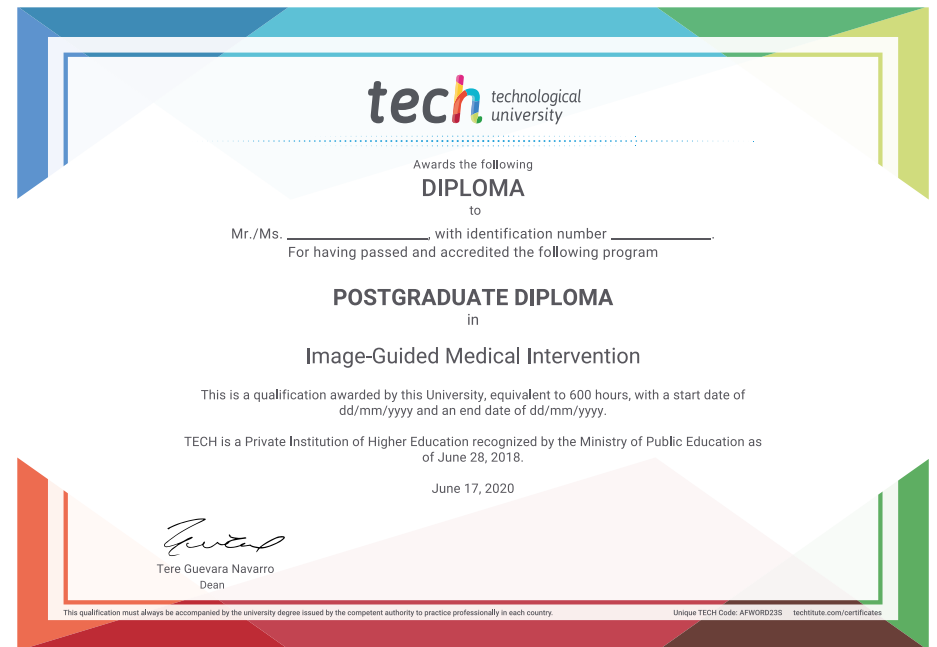 tech technological
university
Awards the following
DIPLOMA
to
Mr./Ms. ____________________, with identification number ______________.
For having passed and accredited the following program
POSTGRADUATE DIPLOMA
in
Image-Guided Medical Intervention
This is a qualification awarded by this University, equivalent to 600 hours, with a start date of
dd/mm/yyyy and an end date of dd/mm/yyyy.
TECH is a Private Institution of Higher Education recognized by the Ministry of Public Education as
of June 28, 2018.
June 17, 2020
Tere Guevara Navarro
Dean
This qualification must always be accompanied by the university degree issued by the competent authority to practice professionally in each country. Unique TECH Code: AFWORD23S techtitute.com/certificates